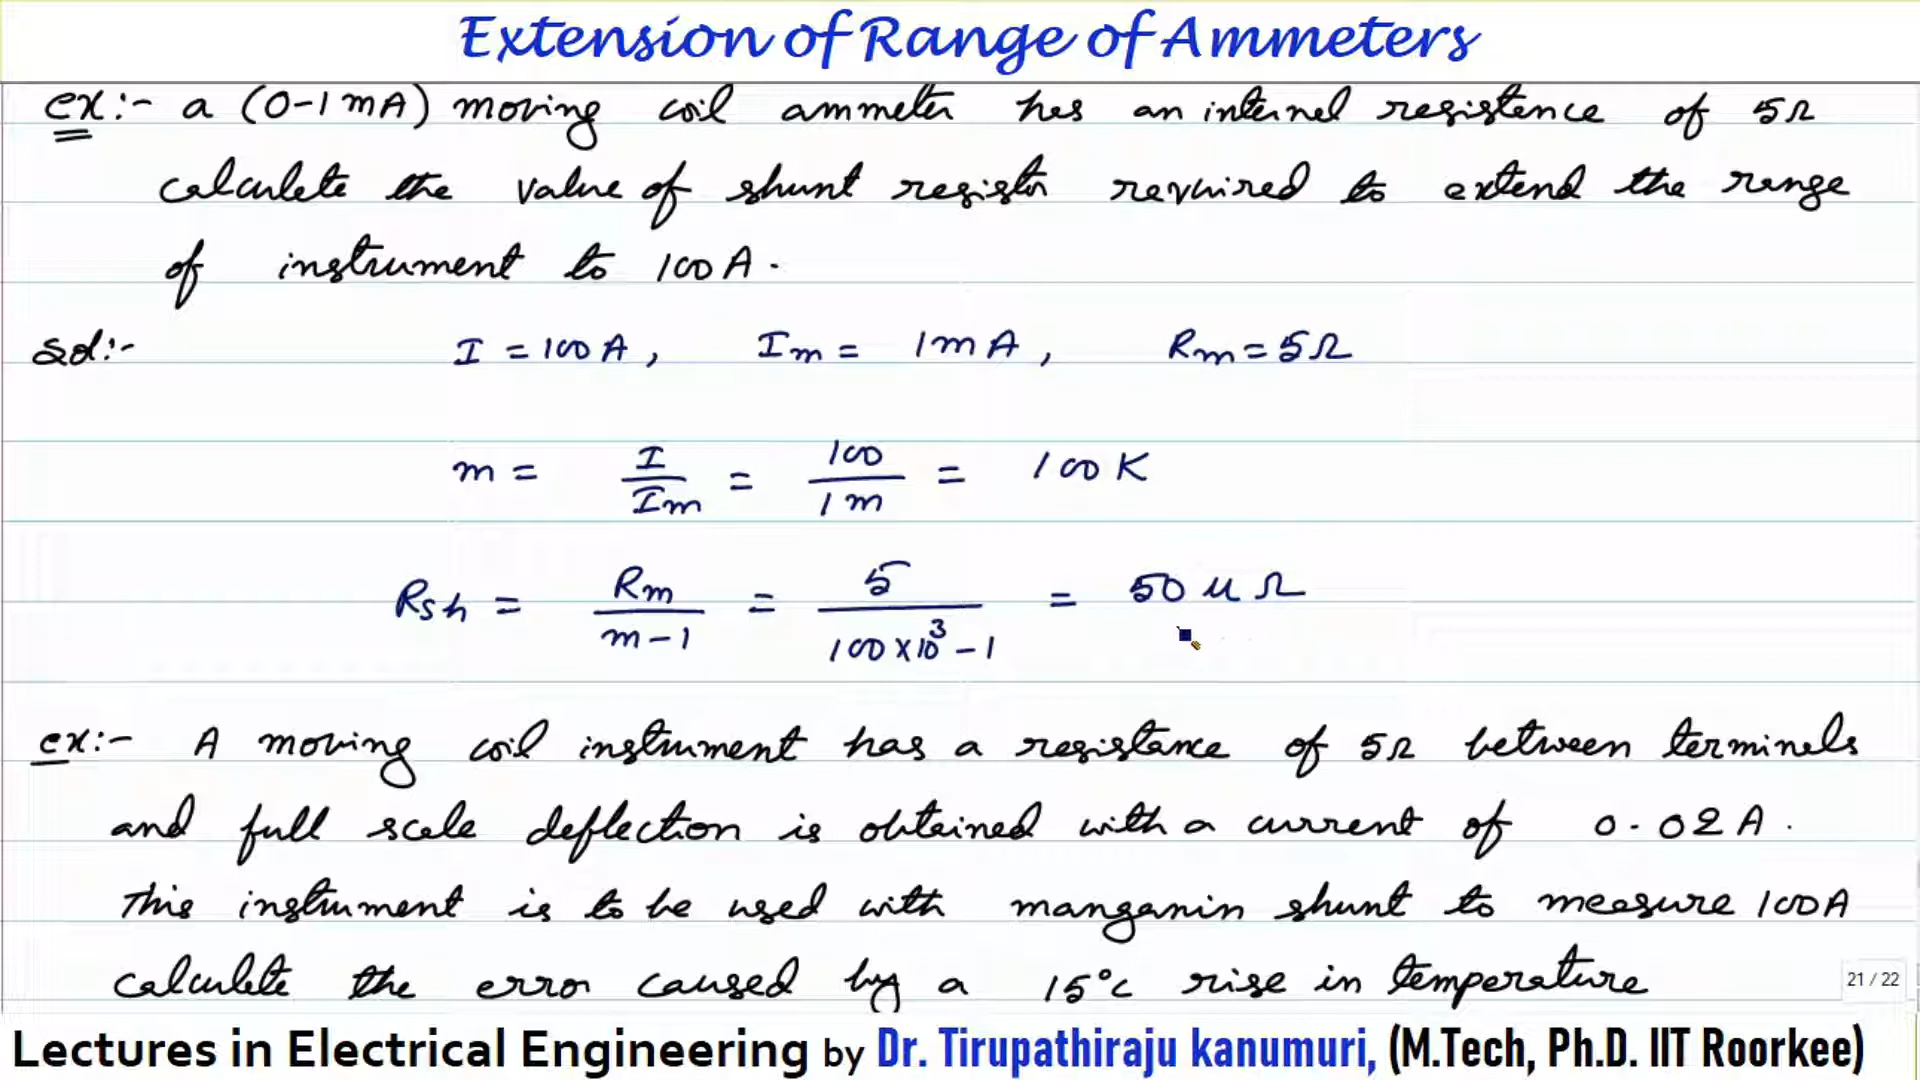 Extension of Range of Ammeters
ex:- a (0-1mA) moving coil ammeter has an internal resistance of 5Ω
calculate the value of shunt resistor required to extend the range
of instrument to 100A.
Sol:- I = 100A, Im = 1mA, Rm = 5Ω
m = I/Im = 100/1m = 100K
Rsh = Rm/(m-1) = 5/(100×10³-1) = 50μΩ
ex:- A moving coil instrument has a resistance of 5Ω between terminals
and full scale deflection is obtained with a current of 0.02A.
This instrument is to be used with manganin shunt to measure 100A
calculate the error caused by a 15°C rise in temperature
21 / 22
Lectures in Electrical Engineering by Dr. Tirupathiraju kanumuri, (M.Tech, Ph.D. IIT Roorkee)